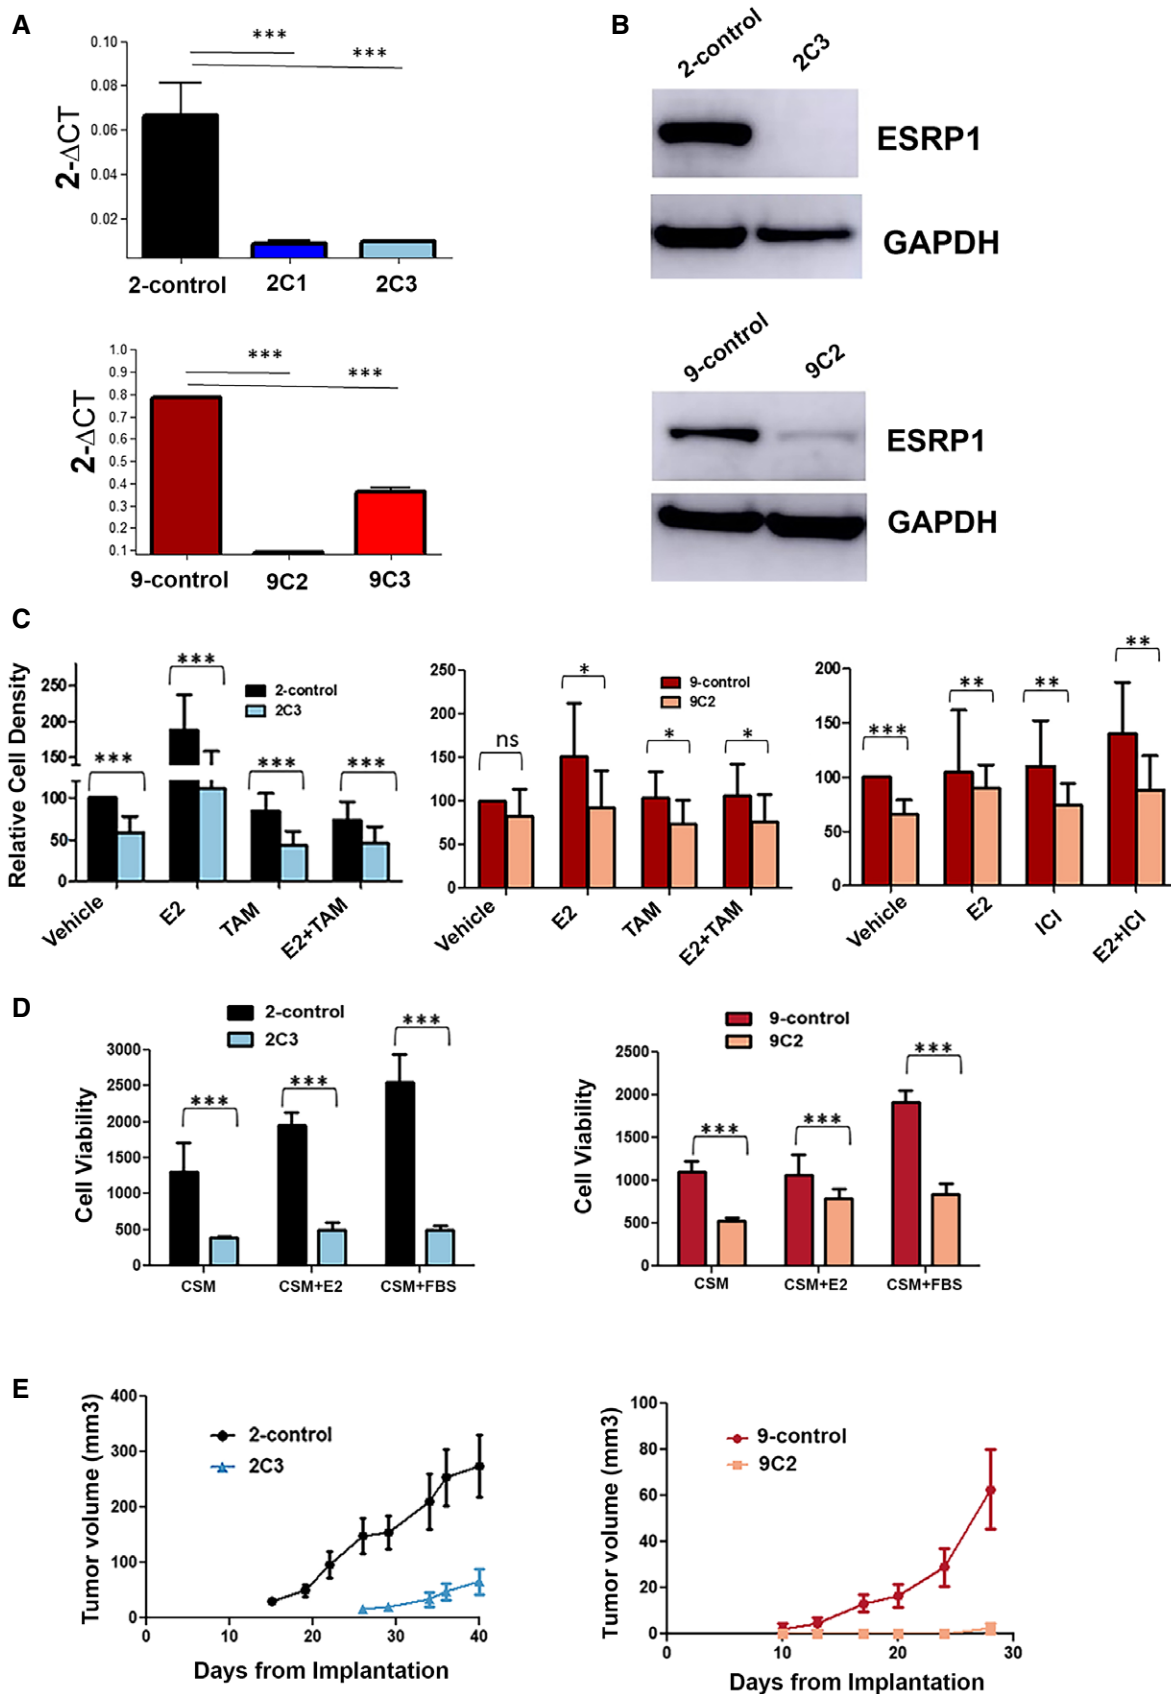 A
***
***
0.10
0.08
0.06
0.04
0.02
2-ΔCT
2-control
2C1
2C3
***
***
1.0
0.9
0.8
0.7
0.6
0.5
0.4
0.3
0.2
0.1
2-ΔCT
9-control
9C2
9C3
B
2-control
2C3
ESRP1
GAPDH
9-control
9C2
ESRP1
GAPDH
C
Relative Cell Density
250
200
150
100
50
0
***
***
***
***
2-control
2C3
Vehicle
E2
TAM
E2+TAM
250
200
150
100
50
0
ns
*
*
*
9-control
9C2
Vehicle
E2
TAM
E2+TAM
200
150
100
50
0
***
**
**
**
Vehicle
E2
ICI
E2+ICI
D
2-control
2C3
Cell Viability
3000
2500
2000
1500
1000
500
0
***
***
***
CSM
CSM+E2
CSM+FBS
9-control
9C2
Cell Viability
2500
2000
1500
1000
500
0
***
***
***
CSM
CSM+E2
CSM+FBS
E
Tumor volume (mm3)
400
300
200
100
0
2-control
2C3
0
10
20
30
40
Days from Implantation
Tumor volume (mm3)
100
80
60
40
20
0
9-control
9C2
0
10
20
30
Days from Implantation